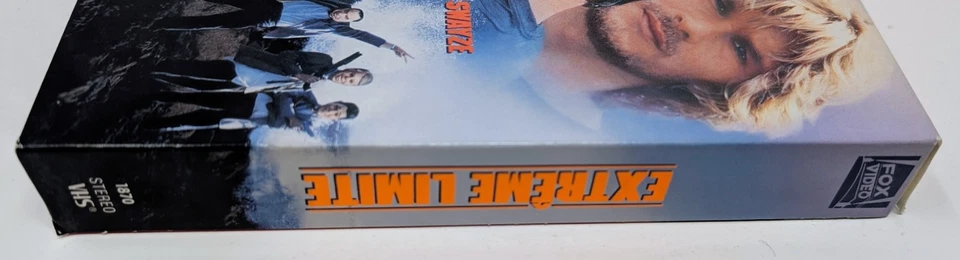 SWAYZE
EXTRÊME LIMITE
FOX
VIDEO
1870
STEREO
VHS®